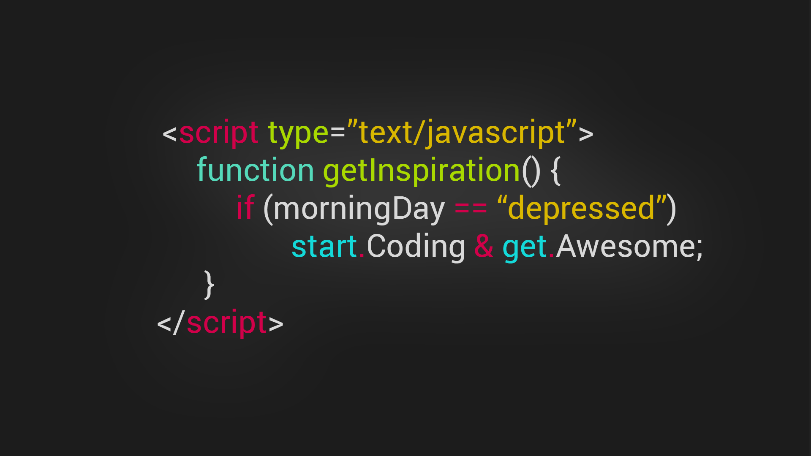 <script type=”text/javascript”>
function getInspiration() {
if (morningDay == “depressed”)
start.Coding & get.Awesome;
}
</script>